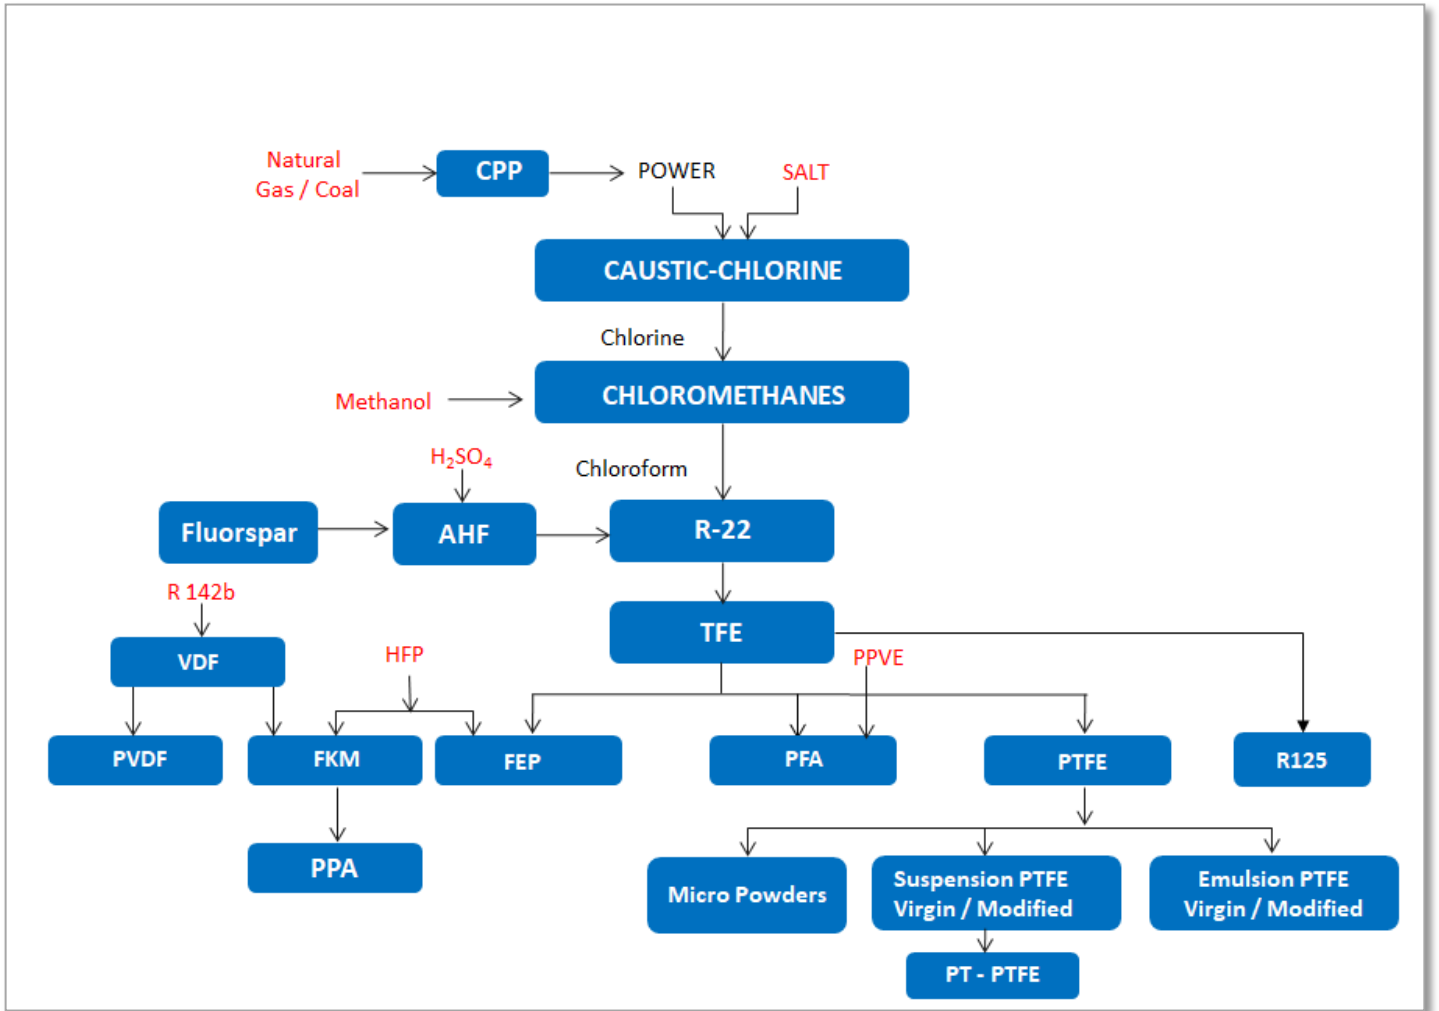 Natural
Gas / Coal
CPP
POWER
SALT
CAUSTIC-CHLORINE
Chlorine
Methanol
CHLOROMETHANES
H₂SO₄
Chloroform
Fluorspar
AHF
R-22
R 142b
TFE
VDF
HFP
PPVE
PVDF
FKM
FEP
PFA
PTFE
R125
PPA
Micro Powders
Suspension PTFE
Virgin / Modified
Emulsion PTFE
Virgin / Modified
PT - PTFE